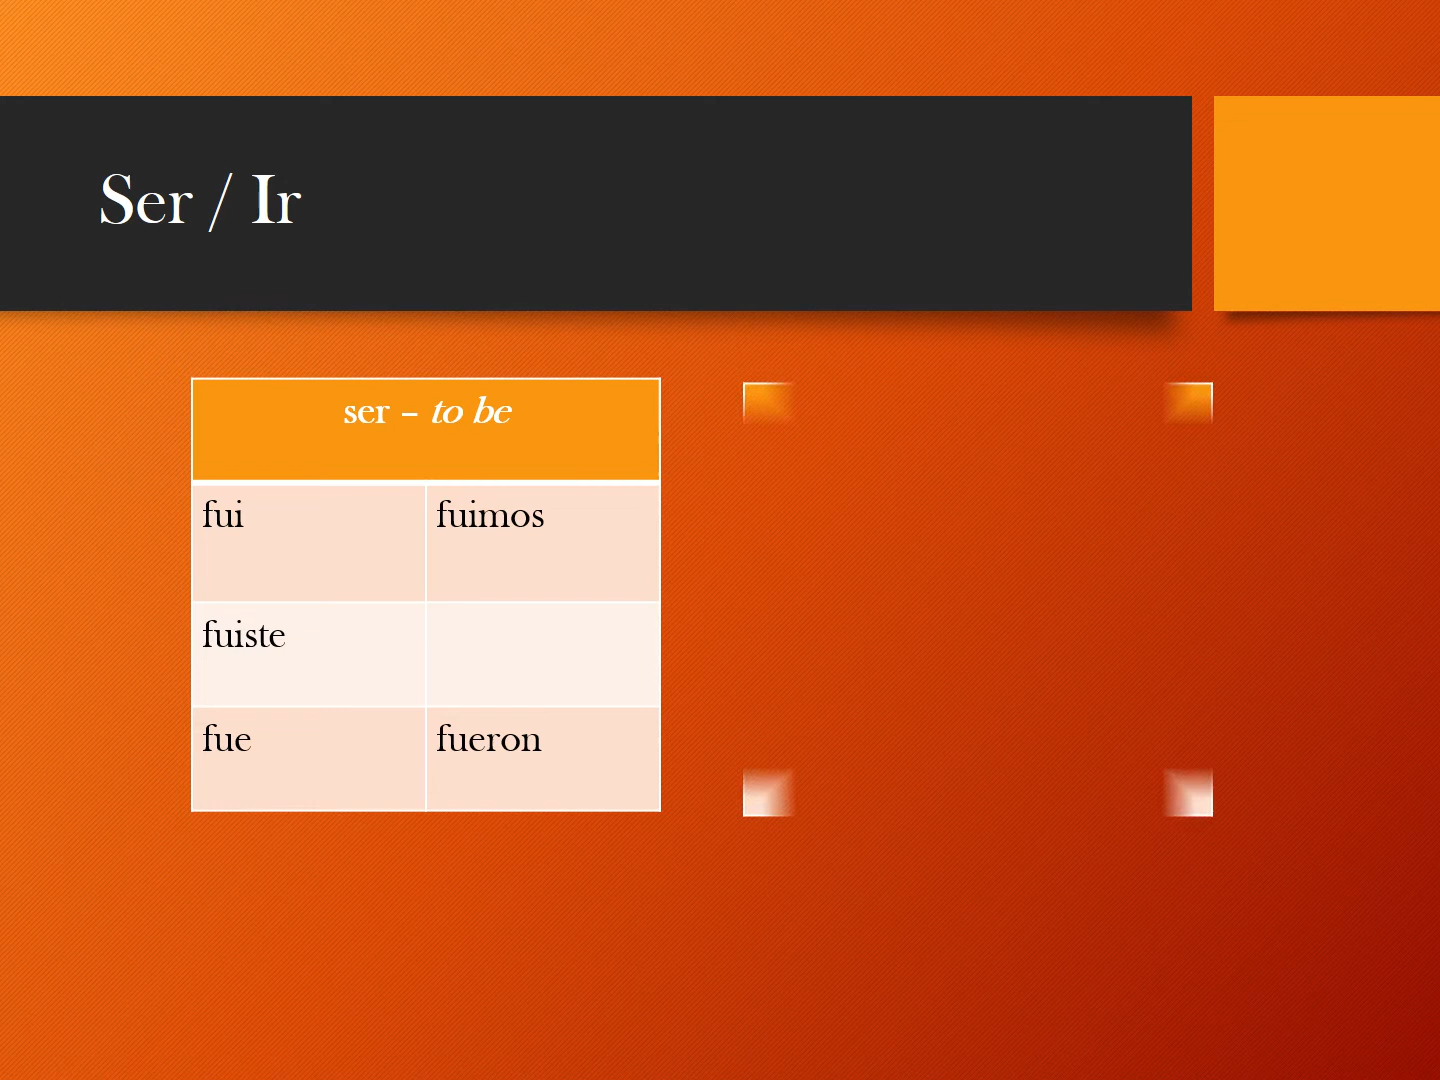 Ser / Ir
ser – to be
fui fuimos
fuiste
fue fueron